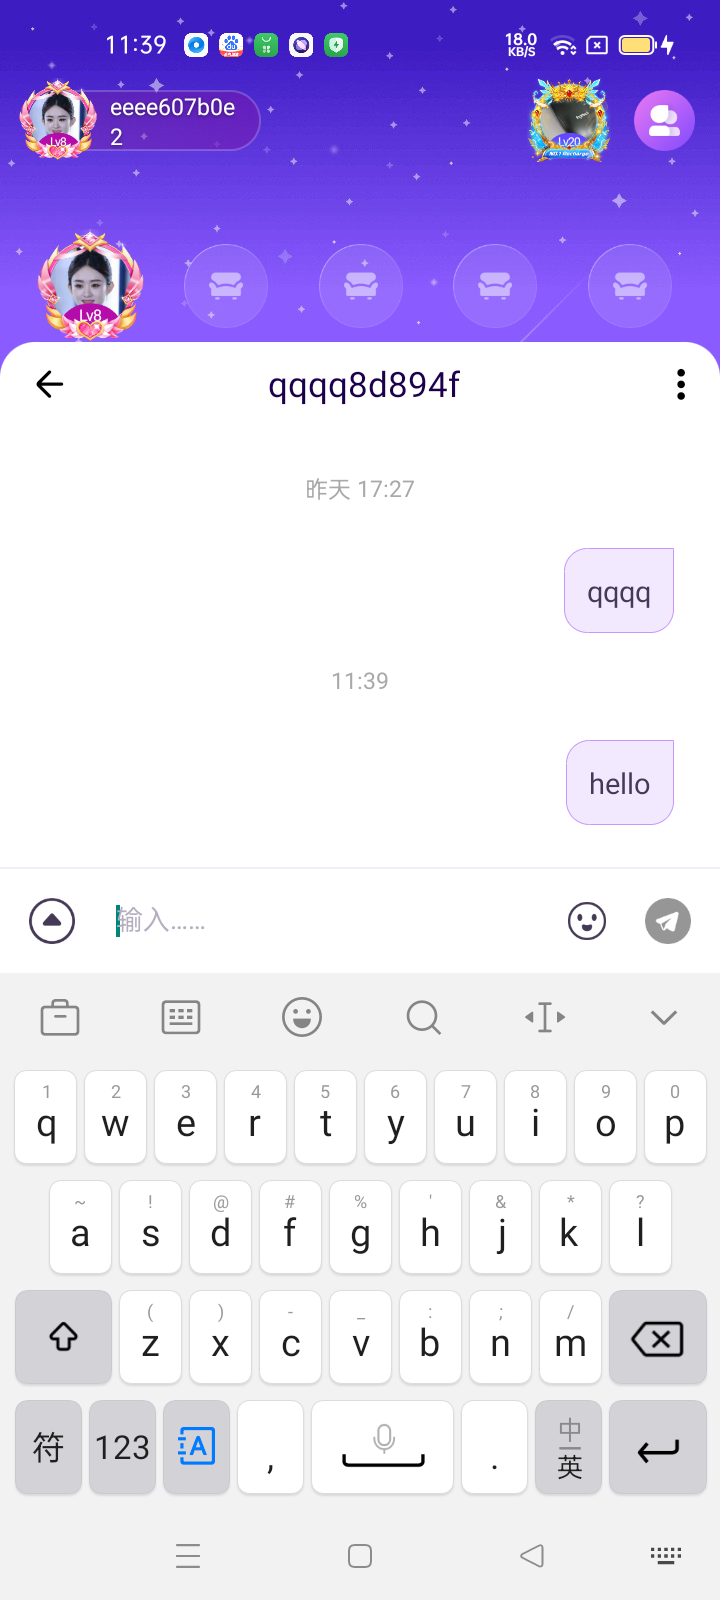 11:39
18.0
KB/S
eeee607b0e
2
Lv8
Lv20
Lv8
qqqq8d894f
昨天 17:27
qqqq
11:39
hello
输入……
1 2 3 4 5 6 7 8 9 0
q w e r t y u i o p
~ ! @ # % ' & * ?
a s d f g h j k l
( ) - _ : ; /
z x c v b n m
符 123 A , . 中
英